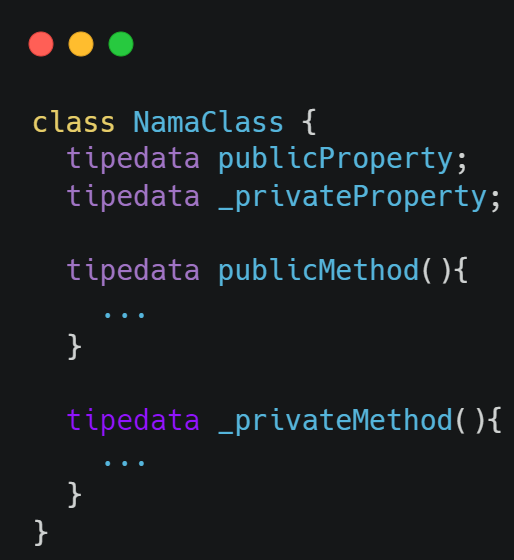 class NamaClass {
  tipedata publicProperty;
  tipedata _privateProperty;

  tipedata publicMethod(){
    ...
  }

  tipedata _privateMethod(){
    ...
  }
}